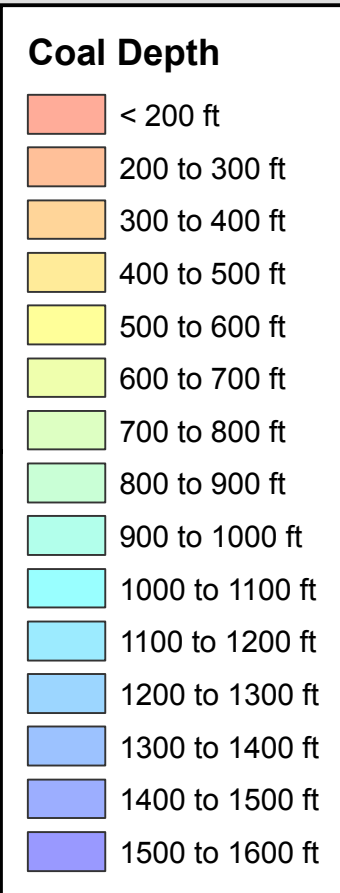 Coal Depth
< 200 ft
200 to 300 ft
300 to 400 ft
400 to 500 ft
500 to 600 ft
600 to 700 ft
700 to 800 ft
800 to 900 ft
900 to 1000 ft
1000 to 1100 ft
1100 to 1200 ft
1200 to 1300 ft
1300 to 1400 ft
1400 to 1500 ft
1500 to 1600 ft